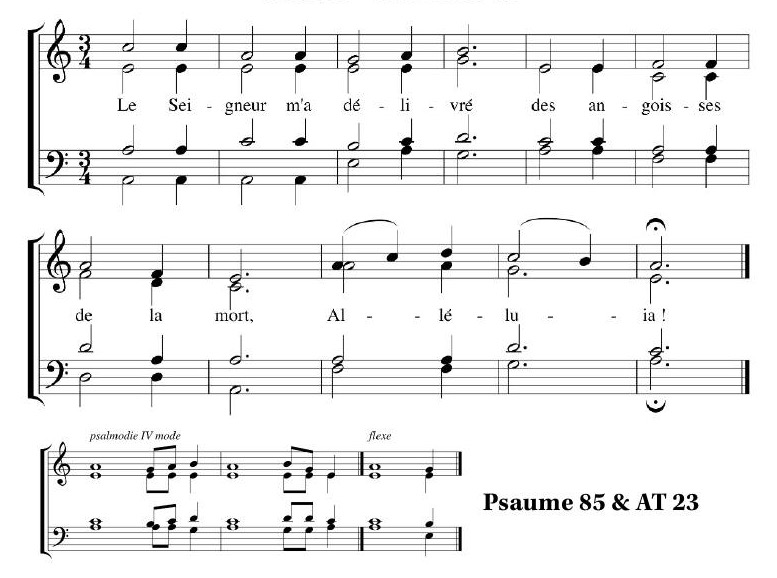 Le Sei - gneur m'a dé - li - vré des an - gois - ses
de la mort, Al - - lé - lu - - ia !
psalmodie IV mode flexe
Psaume 85 & AT 23